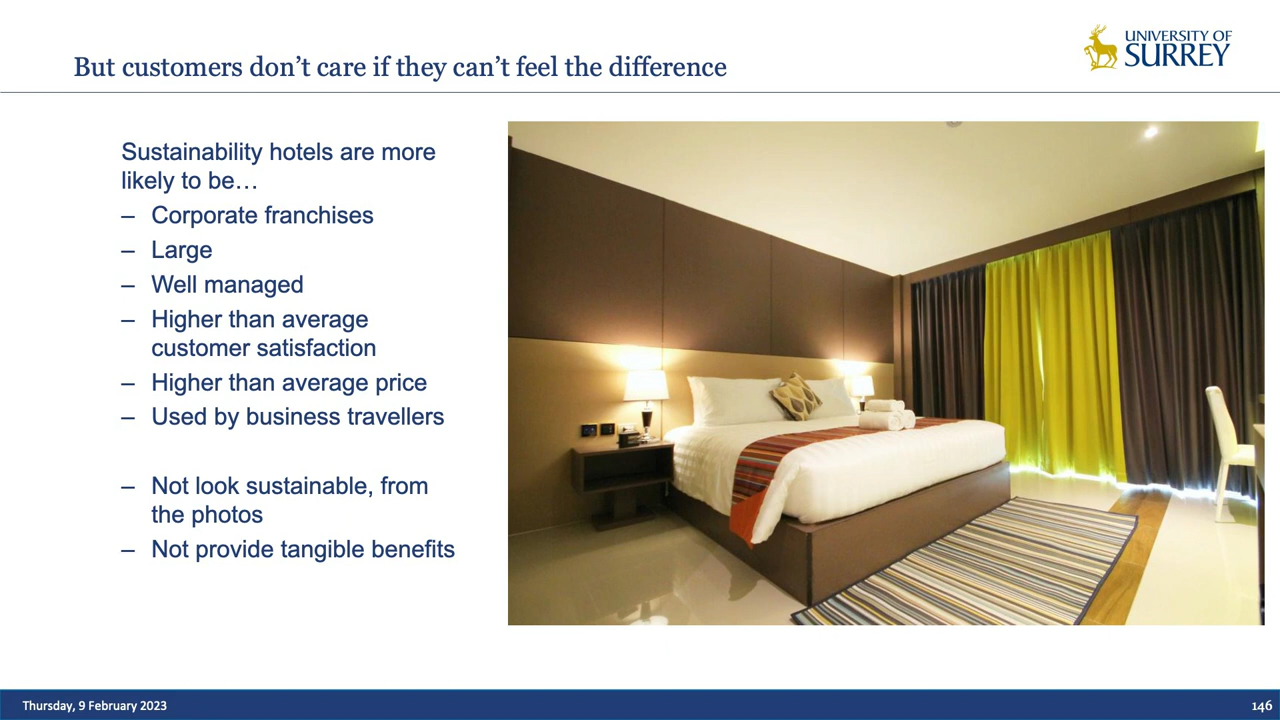 But customers don’t care if they can’t feel the difference
UNIVERSITY OF
SURREY
Sustainability hotels are more
likely to be…
– Corporate franchises
– Large
– Well managed
– Higher than average
customer satisfaction
– Higher than average price
– Used by business travellers
– Not look sustainable, from
the photos
– Not provide tangible benefits
Thursday, 9 February 2023
146